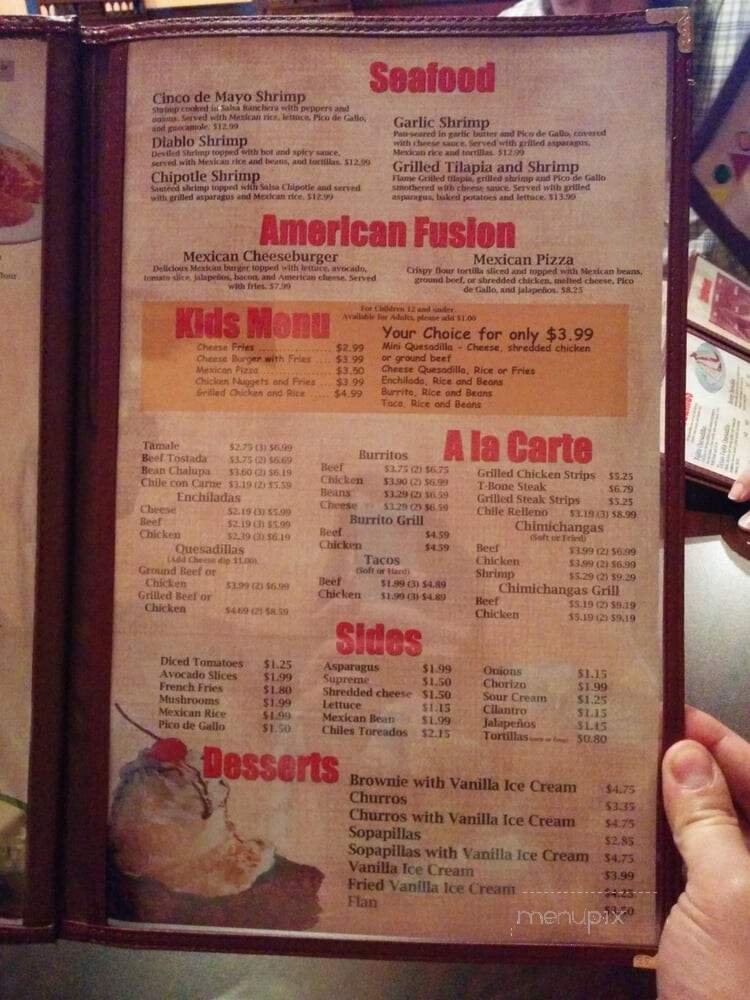 Seafood
Cinco de Mayo Shrimp
Shrimp cooked in Salsa Ranchera with peppers and
onions. Served with Mexican rice, lettuce, Pico de Gallo,
and guacamole. $12.99
Diablo Shrimp
Deviled Shrimp topped with hot and spicy sauce,
served with Mexican rice and beans, and tortillas. $12.99
Chipotle Shrimp
Sauteed shrimp topped with Salsa Chipotle and served
with grilled asparagus and Mexican rice. $12.99
Garlic Shrimp
Pan-seared in garlic butter and Pico de Gallo, covered
with cheese sauce. Served with grilled asparagus,
Mexican rice and tortillas. $12.99
Grilled Tilapia and Shrimp
Flame Grilled tilapia, grilled shrimp and Pico de Gallo
smothered with cheese sauce. Served with grilled
asparagus, baked potatoes and lettuce. $13.99
American Fusion
Mexican Cheeseburger
Delicious Mexican burger topped with lettuce, avocado,
tomato slice, jalapeños, bacon, and American cheese. Served
with fries. $7.99
Mexican Pizza
Crispy flour tortilla sliced and topped with Mexican beans,
ground beef, or shredded chicken, melted cheese, Pico
de Gallo, and jalapeños. $8.25
Kids Menu
For Children 12 and under.
Available for Adults, please add $1.00
Cheese Fries ............... $2.99
Cheese Burger with Fries .... $3.99
Mexican Pizza ............... $3.50
Chicken Nuggets and Fries ... $3.99
Grilled Chicken and Rice ..... $4.99
Your Choice for only $3.99
Mini Quesadilla - Cheese, shredded chicken
or ground beef
Cheese Quesadilla, Rice or Fries
Enchilada, Rice and Beans
Burrito, Rice and Beans
Taco, Rice and Beans
A la Carte
Tamale $2.75 (3) $6.99
Beef Tostada $3.75 (2) $6.69
Bean Chalupa $3.60 (2) $6.19
Chile con Carne $3.19 (2) $5.59
Enchiladas
Cheese $2.19 (3) $5.99
Beef $2.19 (3) $5.99
Chicken $2.39 (3) $6.19
Quesadillas
(Add Cheese dip $1.00)
Ground Beef or
Chicken $3.99 (2) $6.99
Grilled Beef or
Chicken $4.69 (2) $8.59
Burritos
Beef $3.75 (2) $6.75
Chicken $3.90 (2) $6.99
Beans $3.29 (2) $6.59
Cheese $3.29 (2) $6.59
Burrito Grill
Beef $4.59
Chicken $4.59
Tacos
(Soft or Hard)
Beef $1.99 (3) $4.89
Chicken $1.99 (3) $4.89
Grilled Chicken Strips $5.25
T-Bone Steak $6.79
Grilled Steak Strips $5.25
Chile Relleno $3.19 (3) $8.99
Chimichangas
(Soft or Fried)
Beef $3.99 (2) $6.99
Chicken $3.99 (2) $6.99
Shrimp $5.29 (2) $9.29
Chimichangas Grill
Beef $5.19 (2) $9.19
Chicken $5.19 (2) $9.19
Sides
Diced Tomatoes $1.25
Avocado Slices $1.99
French Fries $1.80
Mushrooms $1.99
Mexican Rice $1.99
Pico de Gallo $1.50
Asparagus $1.99
Supreme $1.50
Shredded cheese $1.50
Lettuce $1.15
Mexican Bean $1.99
Chiles Toreados $2.15
Onions $1.15
Chorizo $1.99
Sour Cream $1.25
Cilantro $1.15
Jalapeños $1.15
Tortillas $0.80
Desserts
Brownie with Vanilla Ice Cream $4.75
Churros $3.35
Churros with Vanilla Ice Cream $4.75
Sopapillas $2.85
Sopapillas with Vanilla Ice Cream $4.75
Vanilla Ice Cream $3.99
Fried Vanilla Ice Cream $4.25
Flan $3.50
menupix